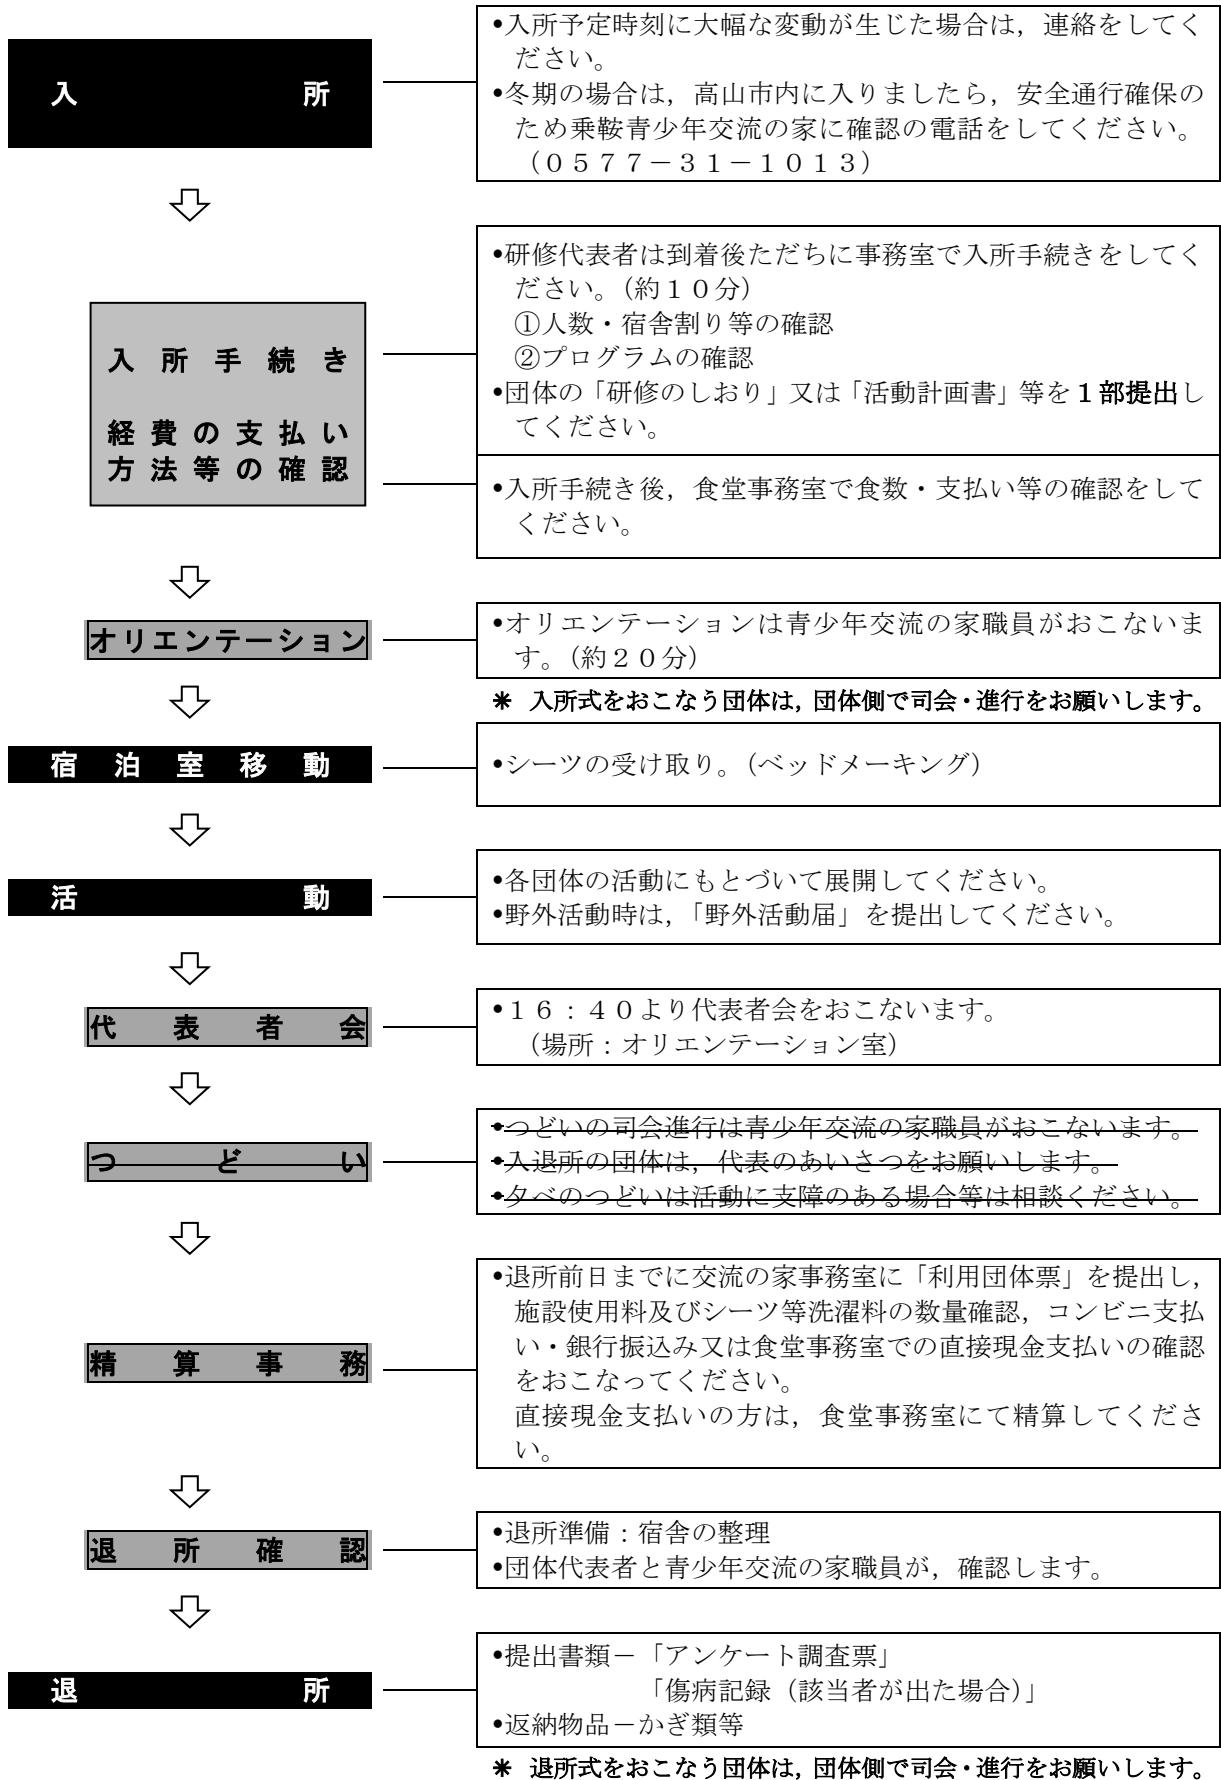 入所
•入所予定時刻に大幅な変動が生じた場合は，連絡をしてく
ださい。
•冬期の場合は，高山市内に入りましたら，安全通行確保の
ため乗鞍青少年交流の家に確認の電話をしてください。
（０５７７－３１－１０１３）
入所手続き
経費の支払い
方法等の確認
•研修代表者は到着後ただちに事務室で入所手続きをしてく
ださい。（約１０分）
①人数・宿舎割り等の確認
②プログラムの確認
•団体の「研修のしおり」又は「活動計画書」等を１部提出し
てください。
•入所手続き後，食堂事務室で食数・支払い等の確認をして
ください。
オリエンテーション
•オリエンテーションは青少年交流の家職員がおこないま
す。（約２０分）
＊ 入所式をおこなう団体は，団体側で司会・進行をお願いします。
宿泊室移動
•シーツの受け取り。（ベッドメーキング）
活動
•各団体の活動にもとづいて展開してください。
•野外活動時は，「野外活動届」を提出してください。
代表者会
•１６：４０より代表者会をおこないます。
（場所：オリエンテーション室）
つどい
•つどいの司会進行は青少年交流の家職員がおこないます。
•入退所の団体は，代表のあいさつをお願いします。
•夕べのつどいは活動に支障のある場合等は相談ください。
精算事務
•退所前日までに交流の家事務室に「利用団体票」を提出し，
施設使用料及びシーツ等洗濯料の数量確認，コンビニ支払
い・銀行振込み又は食堂事務室での直接現金支払いの確認
をおこなってください。
直接現金支払いの方は，食堂事務室にて精算してくださ
い。
退所確認
•退所準備：宿舎の整理
•団体代表者と青少年交流の家職員が，確認します。
退所
•提出書類－「アンケート調査票」
「傷病記録（該当者が出た場合）」
•返納物品－かぎ類等
＊ 退所式をおこなう団体は，団体側で司会・進行をお願いします。